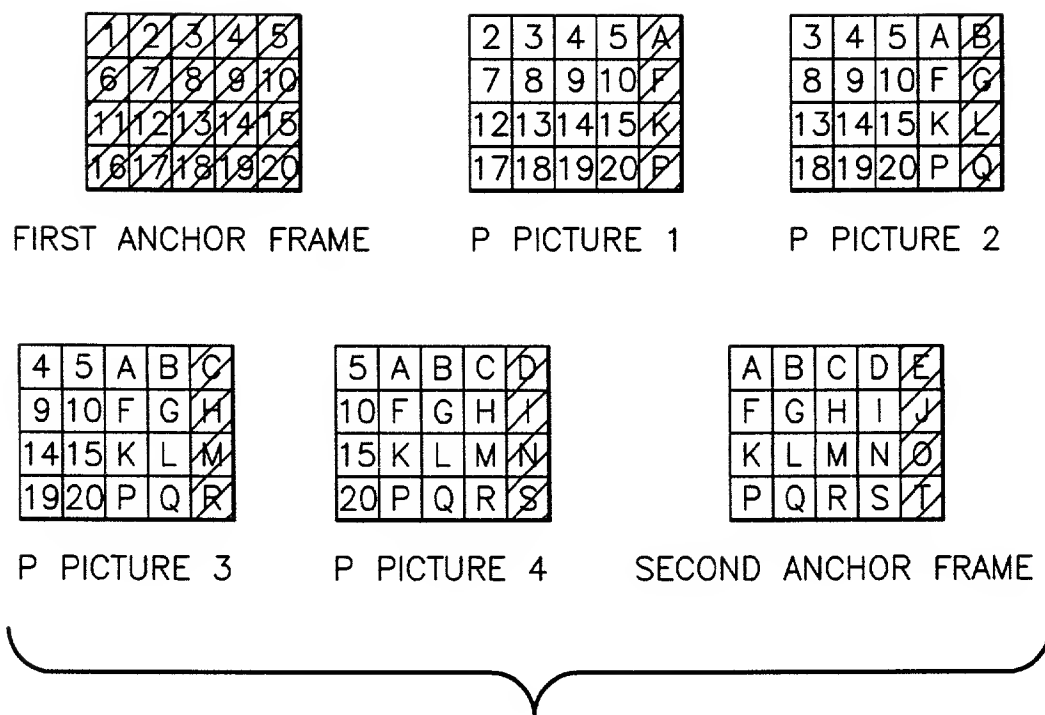 1 2 3 4 5
6 7 8 9 10
11 12 13 14 15
16 17 18 19 20
FIRST ANCHOR FRAME
2 3 4 5 A
7 8 9 10 F
12 13 14 15 K
17 18 19 20 P
P PICTURE 1
3 4 5 A B
8 9 10 F G
13 14 15 K L
18 19 20 P Q
P PICTURE 2
4 5 A B C
9 10 F G H
14 15 K L M
19 20 P Q R
P PICTURE 3
5 A B C D
10 F G H I
15 K L M N
20 P Q R S
P PICTURE 4
A B C D E
F G H I J
K L M N O
P Q R S T
SECOND ANCHOR FRAME